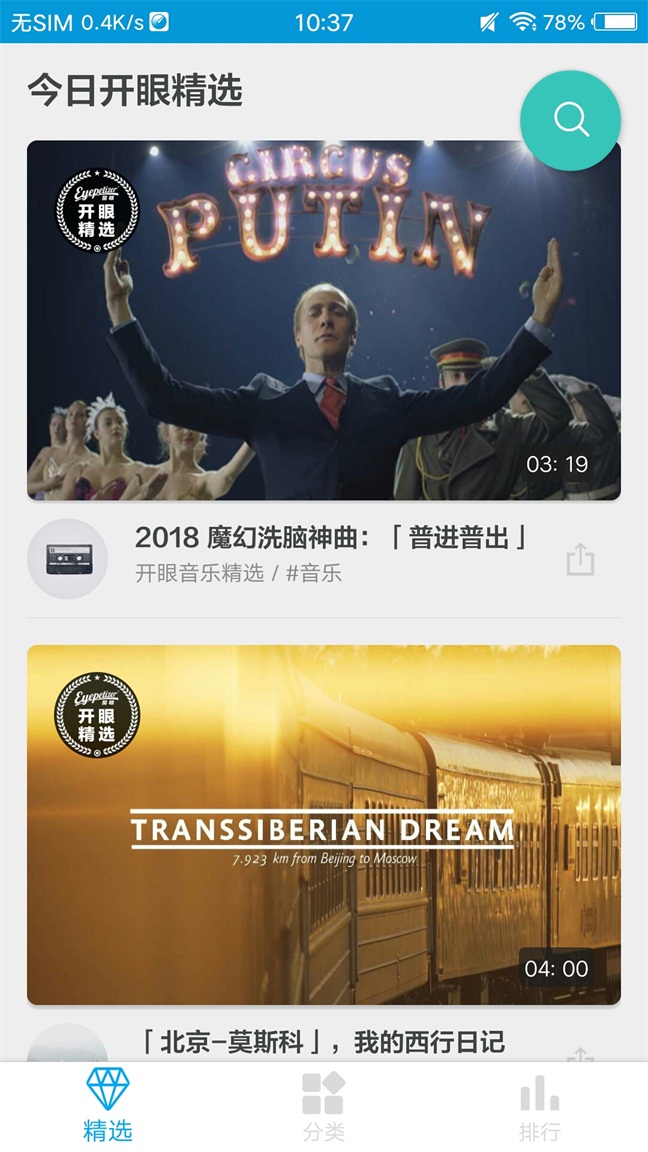 无SIM 0.4K/s 10:37 78%
今日开眼精选
CIRCUS
PUTIN
Eyepetizer
开眼
精选
03: 19
2018 魔幻洗脑神曲：「普进普出」
开眼音乐精选 / #音乐
Eyepetizer
开眼
精选
TRANSSIBERIAN DREAM
7.923 km from Beijing to Moscow
04: 00
「北京-莫斯科」，我的西行日记
精选 分类 排行